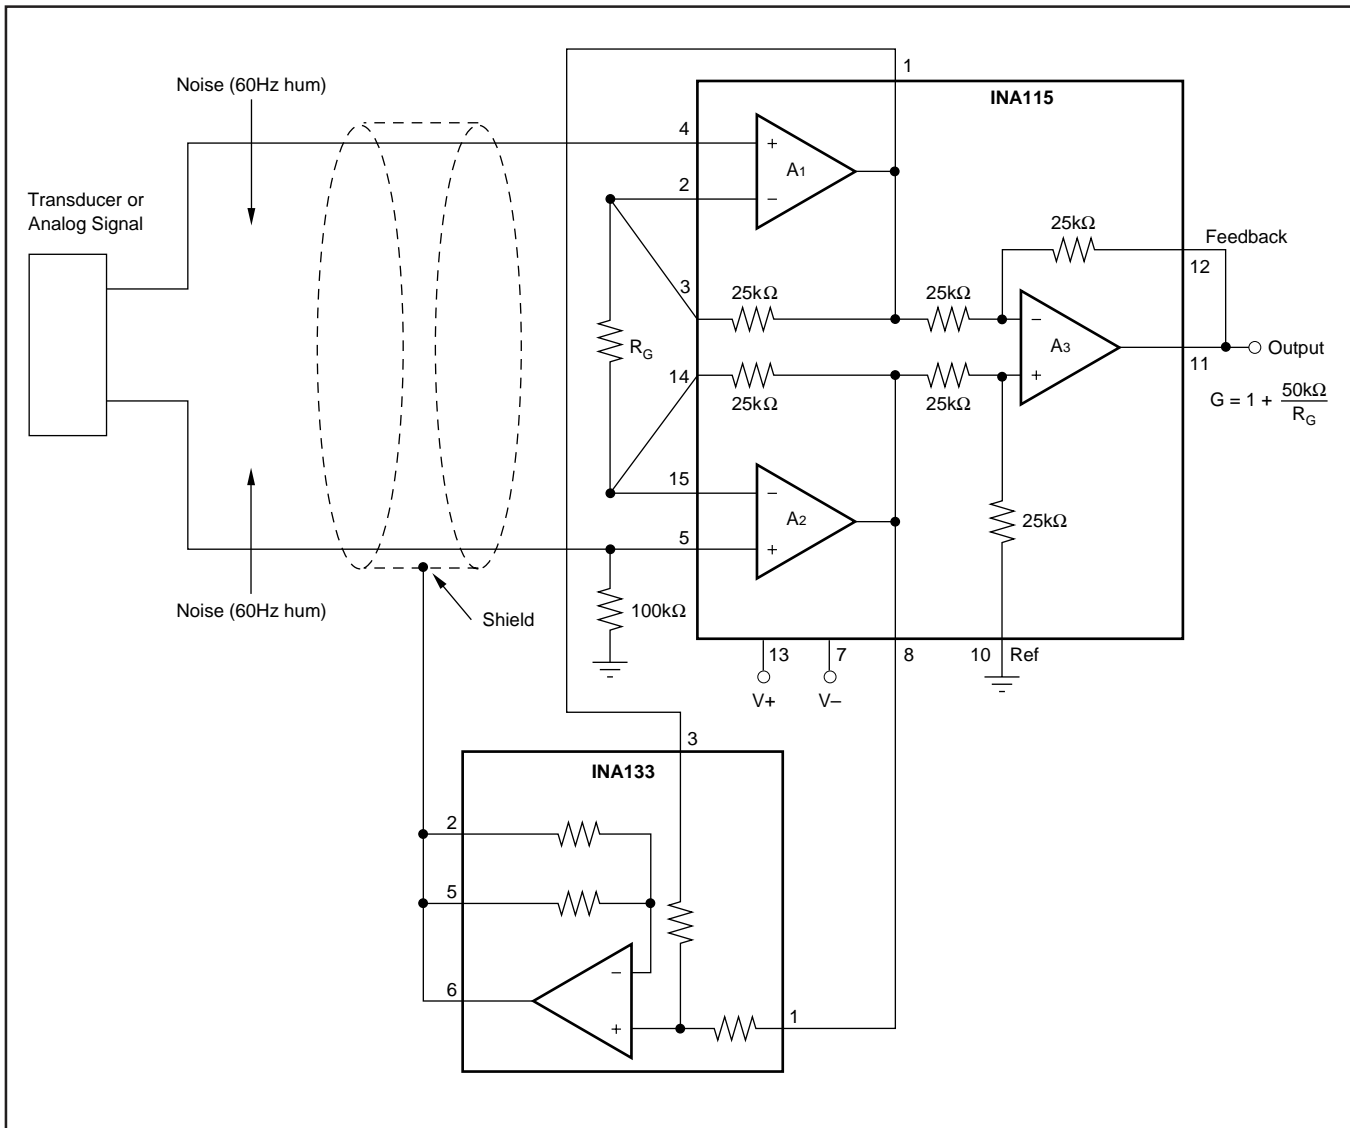 Noise (60Hz hum)
1
INA115
4
+
A1
2
−
Transducer or
Analog Signal
25kΩ
Feedback
12
3
25kΩ
25kΩ
−
RG
A3
Output
14
+
11
25kΩ
25kΩ
G = 1 + 50kΩ
RG
15
−
A2
25kΩ
5
+
Noise (60Hz hum)
Shield
100kΩ
13
7
8
10
Ref
V+
V–
3
INA133
2
5
−
6
+
1